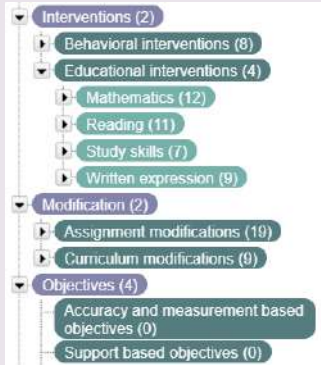 Interventions (2)
Behavioral interventions (8)
Educational interventions (4)
Mathematics (12)
Reading (11)
Study skills (7)
Written expression (9)
Modification (2)
Assignment modifications (19)
Curriculum modifications (9)
Objectives (4)
Accuracy and measurement based
objectives (0)
Support based objectives (0)